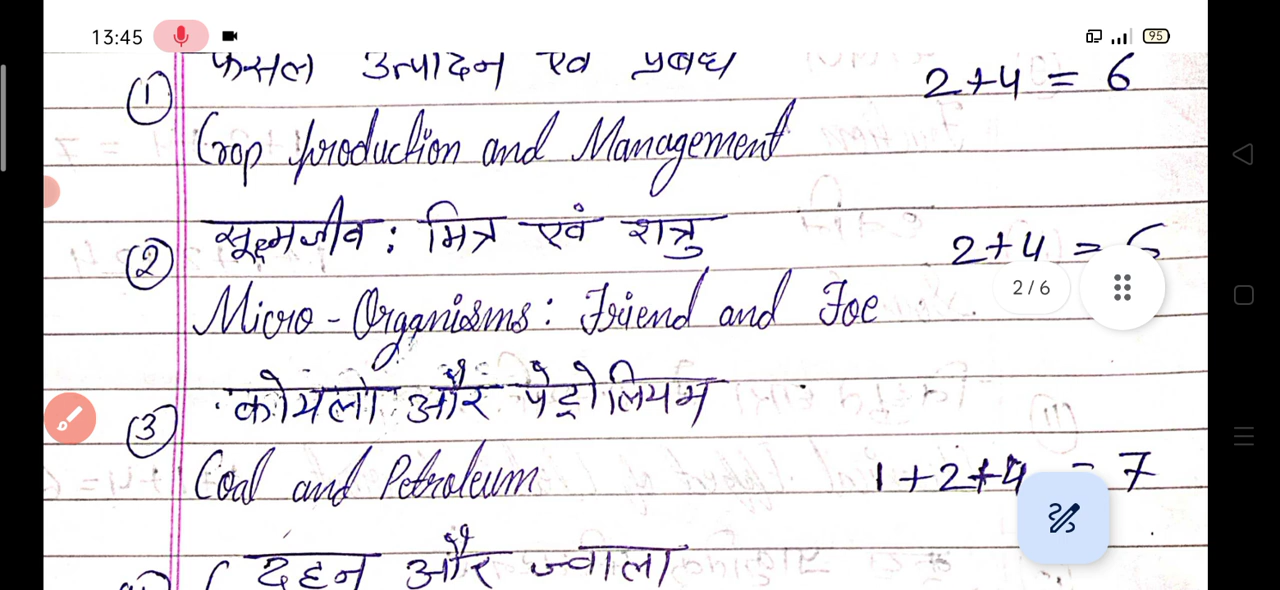 13:45
95
① फसल उत्पादन एवं प्रबंध
2+4 = 6
Crop production and Management
② सूक्ष्मजीव : मित्र एवं शत्रु
2+4 = 6
2/6
Micro-Organisms : Friend and Foe
③ कोयला और पेट्रोलियम
Coal and Petroleum
1+2+4 = 7
दहन और ज्वाला